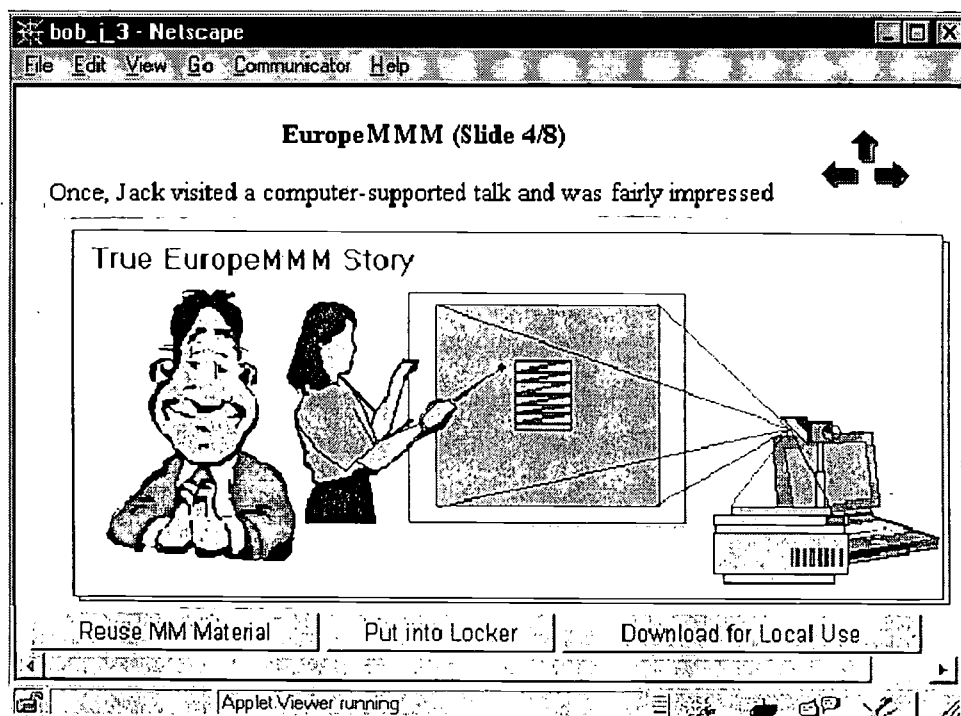 bob_j_3 - Netscape
File Edit View Go Communicator Help
EuropeMMM (Slide 4/8)
Once, Jack visited a computer-supported talk and was fairly impressed
True EuropeMMM Story
Reuse MM Material Put into Locker Download for Local Use
Applet Viewer running